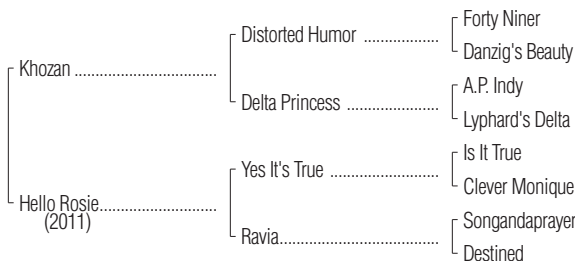 Forty Niner
Distorted Humor ..................
Danzig's Beauty
Khozan ..................................
A.P. Indy
Delta Princess ......................
Lyphard's Delta
Is It True
Yes It's True ..........................
Clever Monique
Hello Rosie............................
(2011)
Songandaprayer
Ravia......................................
Destined